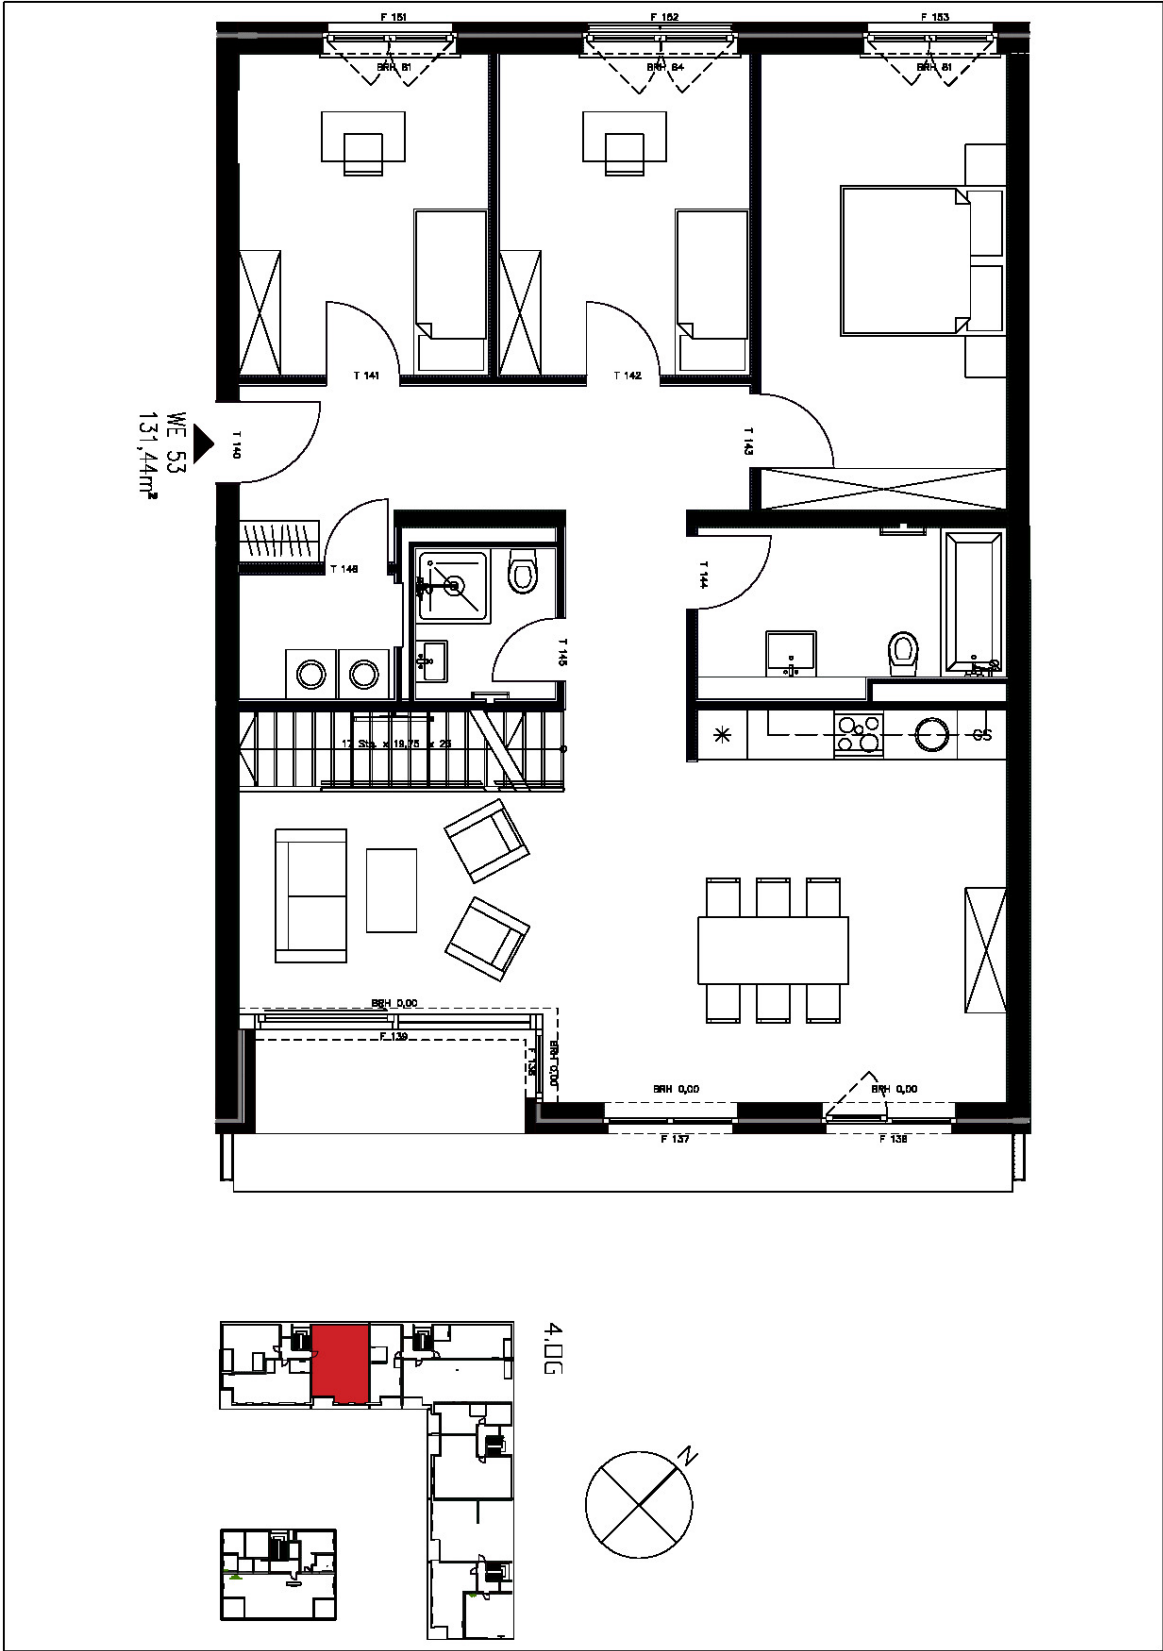 F 151
F 152
F 153
BRH 81
BRH 84
BRH 81
T 141
T 142
T 143
T 140
WE 53
131,44m²
T 146
T 144
T 145
17 Stg. x 19,75 x 25
GS
BRH 0,00
F 139
BRH 0,00
BRH 0,00
BRH 0,00
F 137
F 138
4.OG
N